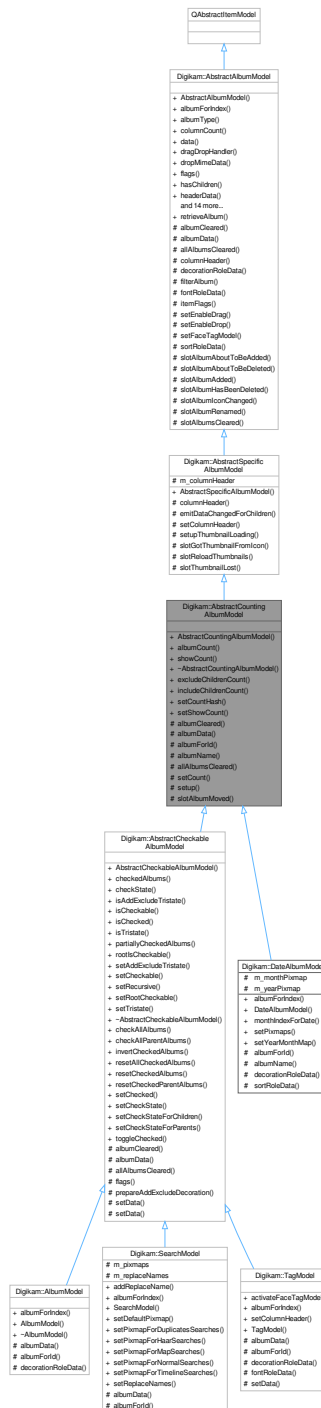 QAbstractItemModel
Digikam::AbstractAlbumModel
+ AbstractAlbumModel()
+ albumForIndex()
+ albumType()
+ columnCount()
+ data()
+ dragDropHandler()
+ dropMimeData()
+ flags()
+ hasChildren()
+ headerData()
and 14 more...
+ retrieveAlbum()
# albumCleared()
# albumData()
# allAlbumsCleared()
# columnHeader()
# decorationRoleData()
# filterAlbum()
# fontRoleData()
# itemFlags()
# setEnableDrag()
# setEnableDrop()
# setFaceTagModel()
# sortRoleData()
# slotAlbumAboutToBeAdded()
# slotAlbumAboutToBeDeleted()
# slotAlbumAdded()
# slotAlbumHasBeenDeleted()
# slotAlbumIconChanged()
# slotAlbumRenamed()
# slotAlbumsCleared()
Digikam::AbstractSpecific
AlbumModel
# m_columnHeader
+ AbstractSpecificAlbumModel()
# columnHeader()
# emitDataChangedForChildren()
# setColumnHeader()
# setupThumbnailLoading()
# slotGotThumbnailFromIcon()
# slotReloadThumbnails()
# slotThumbnailLost()
Digikam::AbstractCounting
AlbumModel
+ AbstractCountingAlbumModel()
+ albumCount()
+ showCount()
+ ~AbstractCountingAlbumModel()
+ excludeChildrenCount()
+ includeChildrenCount()
+ setCountHash()
+ setShowCount()
# albumCleared()
# albumData()
# albumForId()
# albumName()
# allAlbumsCleared()
# setCount()
# setup()
# slotAlbumMoved()
Digikam::AbstractCheckable
AlbumModel
+ AbstractCheckableAlbumModel()
+ checkedAlbums()
+ checkState()
+ isAddExcludeTristate()
+ isCheckable()
+ isChecked()
+ isTristate()
+ partiallyCheckedAlbums()
+ rootIsCheckable()
+ setAddExcludeTristate()
+ setCheckable()
+ setRecursive()
+ setRootCheckable()
+ setTristate()
+ ~AbstractCheckableAlbumModel()
+ checkAllAlbums()
+ checkAllParentAlbums()
+ invertCheckedAlbums()
+ resetAllCheckedAlbums()
+ resetCheckedAlbums()
+ resetCheckedParentAlbums()
+ setChecked()
+ setCheckState()
+ setCheckStateForChildren()
+ setCheckStateForParents()
+ toggleChecked()
# albumCleared()
# albumData()
# allAlbumsCleared()
# flags()
# prepareAddExcludeDecoration()
# setData()
# setData()
Digikam::DateAlbumModel
# m_monthPixmap
# m_yearPixmap
+ albumForIndex()
+ DateAlbumModel()
+ monthIndexForDate()
+ setPixmaps()
+ setYearMonthMap()
# albumForId()
# albumName()
# decorationRoleData()
# sortRoleData()
Digikam::AlbumModel
+ albumForIndex()
+ AlbumModel()
+ ~AlbumModel()
# albumData()
# albumForId()
# decorationRoleData()
Digikam::SearchModel
# m_pixmaps
# m_replaceNames
+ addReplaceName()
+ albumForIndex()
+ SearchModel()
+ setDefaultPixmap()
+ setPixmapForDuplicatesSearches()
+ setPixmapForHaarSearches()
+ setPixmapForMapSearches()
+ setPixmapForNormalSearches()
+ setPixmapForTimelineSearches()
+ setReplaceNames()
# albumData()
# albumForId()
Digikam::TagModel
+ activateFaceTagModel
+ albumForIndex()
+ setColumnHeader()
+ TagModel()
# albumData()
# albumForId()
# decorationRoleData()
# fontRoleData()
# setData()